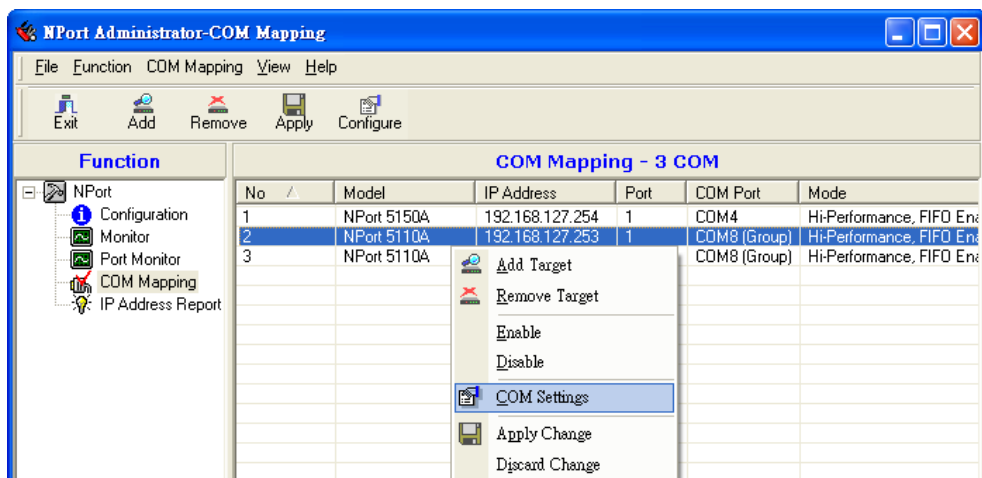 NPort Administrator-COM Mapping
File Function COM Mapping View Help
Exit Add Remove Apply Configure
Function
COM Mapping - 3 COM
NPort
Configuration
Monitor
Port Monitor
COM Mapping
IP Address Report
No Model IP Address Port COM Port Mode
1 NPort 5150A 192.168.127.254 1 COM4 Hi-Performance, FIFO Ena
2 NPort 5110A 192.168.127.253 1 COM8 (Group) Hi-Performance, FIFO Ena
3 NPort 5110A COM8 (Group) Hi-Performance, FIFO Ena
Add Target
Remove Target
Enable
Disable
COM Settings
Apply Change
Discard Change